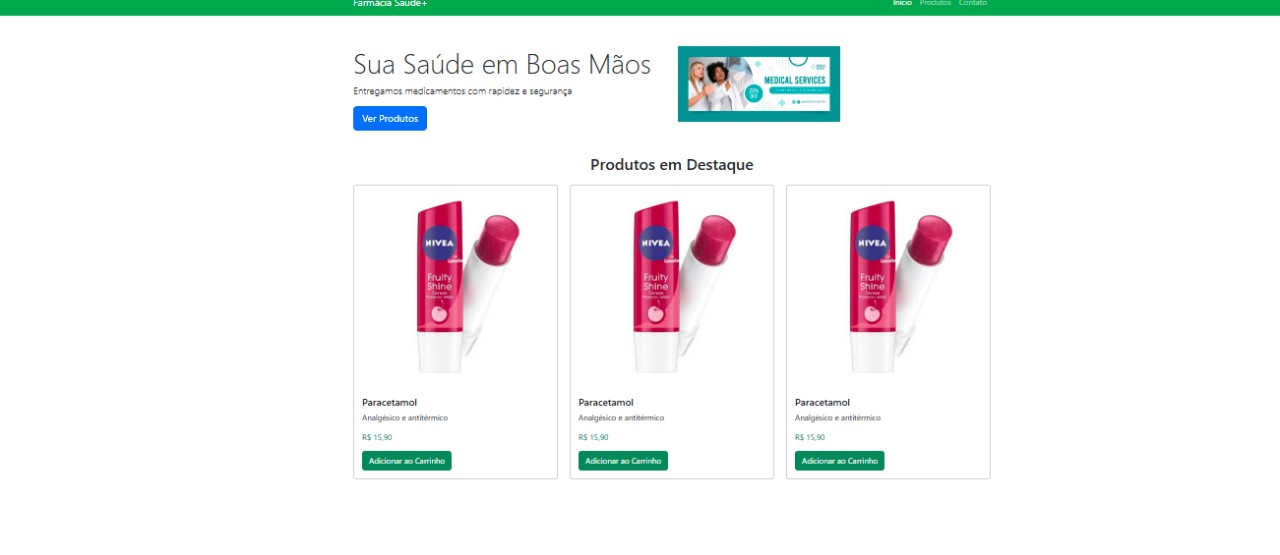 Farmácia Saúde+
Início Produtos Contato
Sua Saúde em Boas Mãos
Entregamos medicamentos com rapidez e segurança
Ver Produtos
MEDICAL SERVICES
Produtos em Destaque
NIVEA
Fruity
Shine
NIVEA
Fruity
Shine
NIVEA
Fruity
Shine
Paracetamol
Analgésico e antitérmico
R$ 15,90
Adicionar ao Carrinho
Paracetamol
Analgésico e antitérmico
R$ 15,90
Adicionar ao Carrinho
Paracetamol
Analgésico e antitérmico
R$ 15,90
Adicionar ao Carrinho